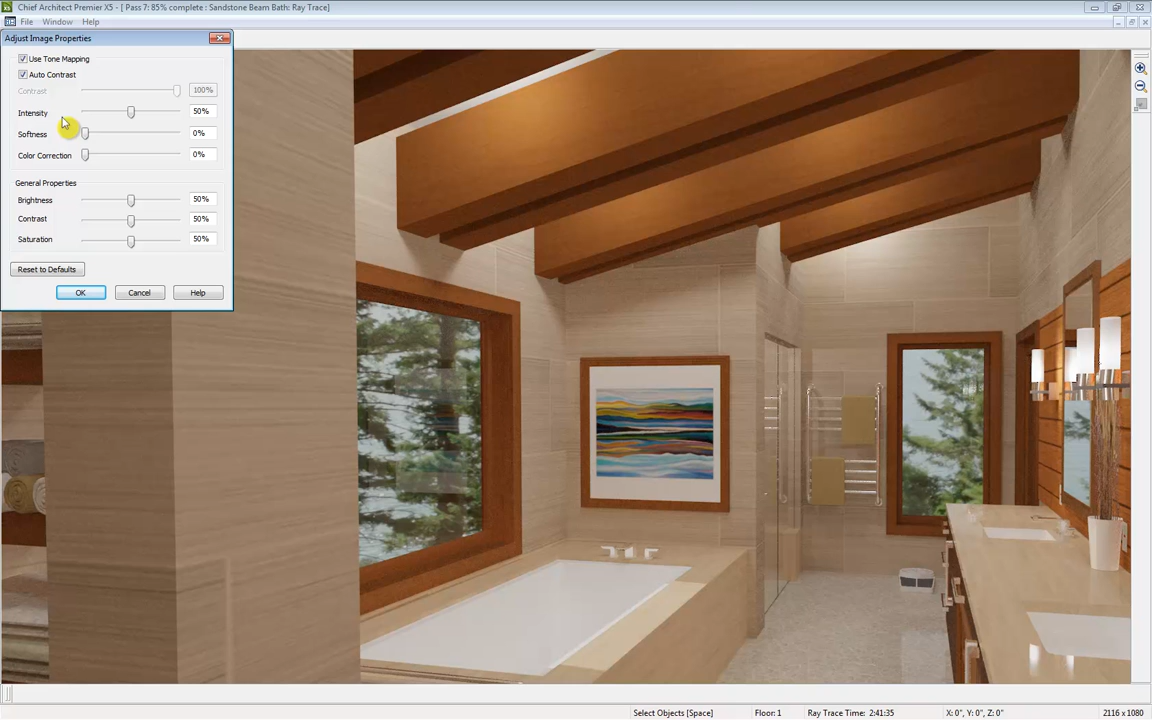 Chief Architect Premier X5 - [ Pass 7: 85% complete : Sandstone Beam Bath: Ray Trace]
File Window Help
Adjust Image Properties
Use Tone Mapping
Auto Contrast
Contrast 100%
Intensity 50%
Softness 0%
Color Correction 0%
General Properties
Brightness 50%
Contrast 50%
Saturation 50%
Reset to Defaults
OK Cancel Help
Select Objects [Space] Floor: 1 Ray Trace Time: 2:41:35 X: 0", Y: 0", Z: 0" 2116 x 1080